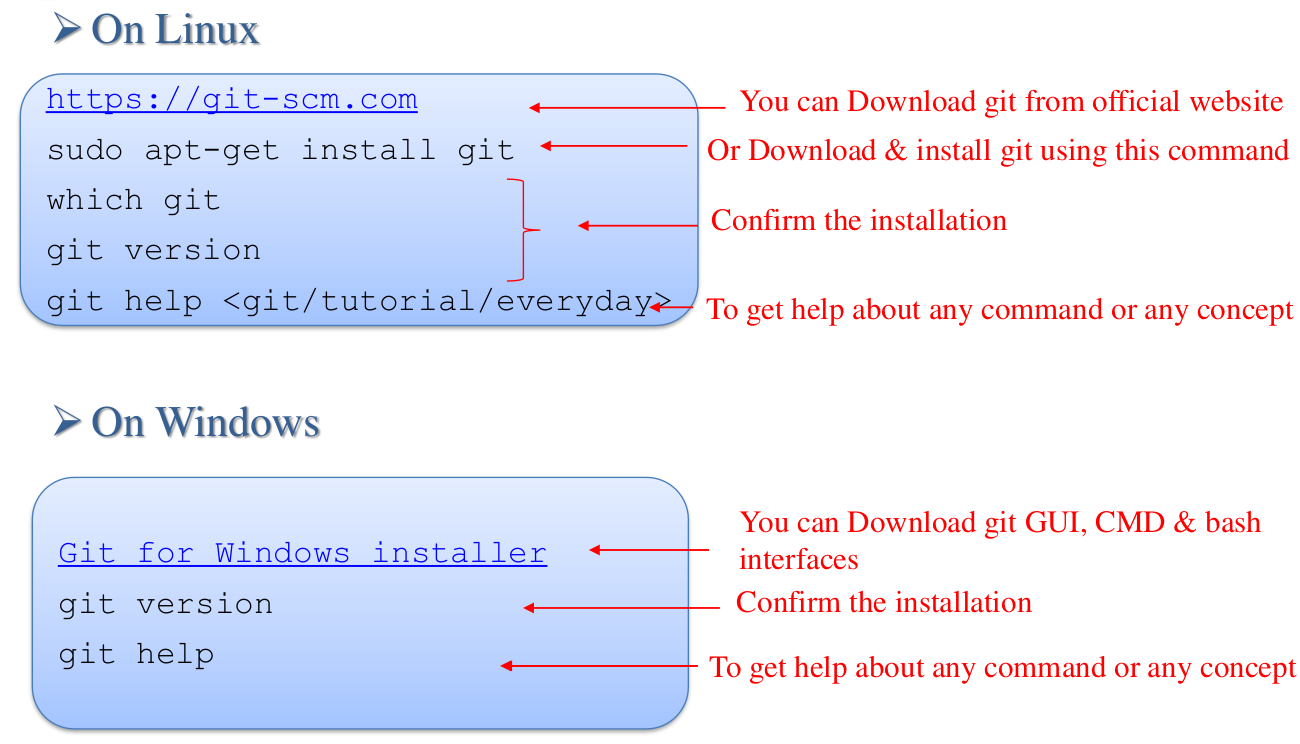 On Linux
https://git-scm.com
You can Download git from official website
sudo apt-get install git
Or Download & install git using this command
which git
git version
Confirm the installation
git help <git/tutorial/everyday>
To get help about any command or any concept
On Windows
Git for Windows installer
You can Download git GUI, CMD & bash
interfaces
git version
Confirm the installation
git help
To get help about any command or any concept